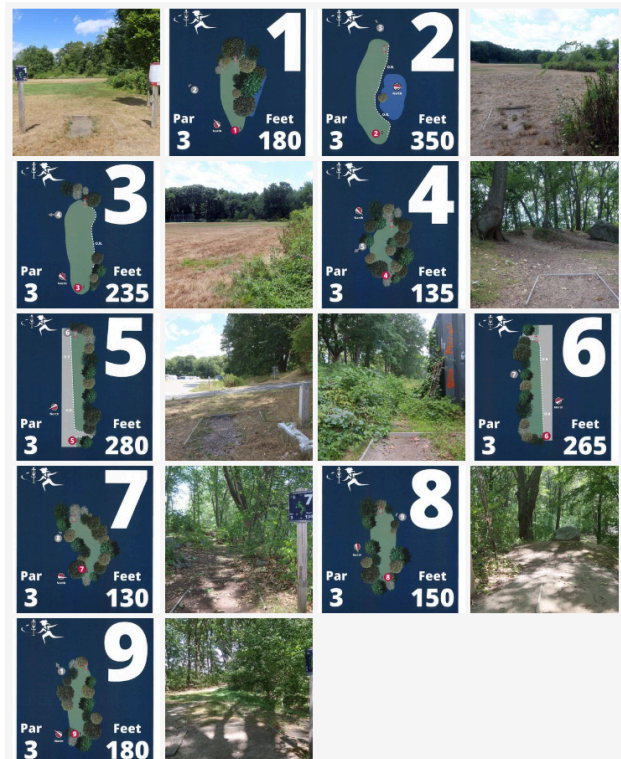 1
Par Feet
3 180
2
Par Feet
3 350
3
Par Feet
3 235
4
Par Feet
3 135
5
Par Feet
3 280
6
Par Feet
3 265
7
Par Feet
3 130
7
8
Par Feet
3 150
9
Par Feet
3 180